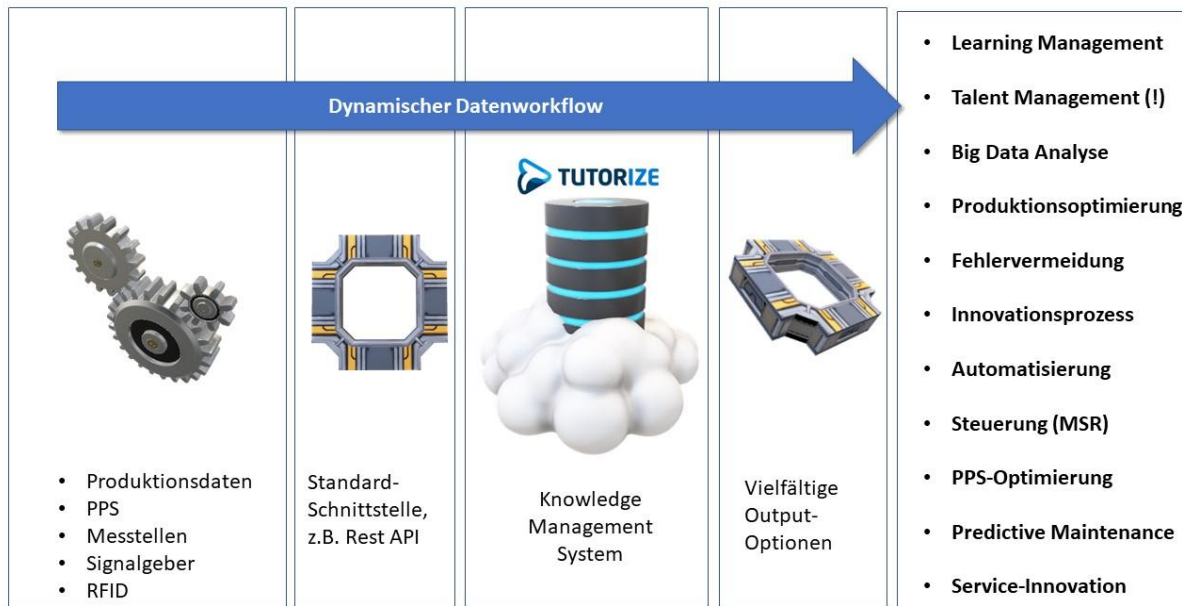 Dynamischer Datenworkflow
• Produktionsdaten
• PPS
• Messtellen
• Signalgeber
• RFID
Standard-
Schnittstelle,
z.B. Rest API
TUTORIZE
Knowledge
Management
System
Vielfältige
Output-
Optionen
• Learning Management
• Talent Management (!)
• Big Data Analyse
• Produktionsoptimierung
• Fehlervermeidung
• Innovationsprozess
• Automatisierung
• Steuerung (MSR)
• PPS-Optimierung
• Predictive Maintenance
• Service-Innovation